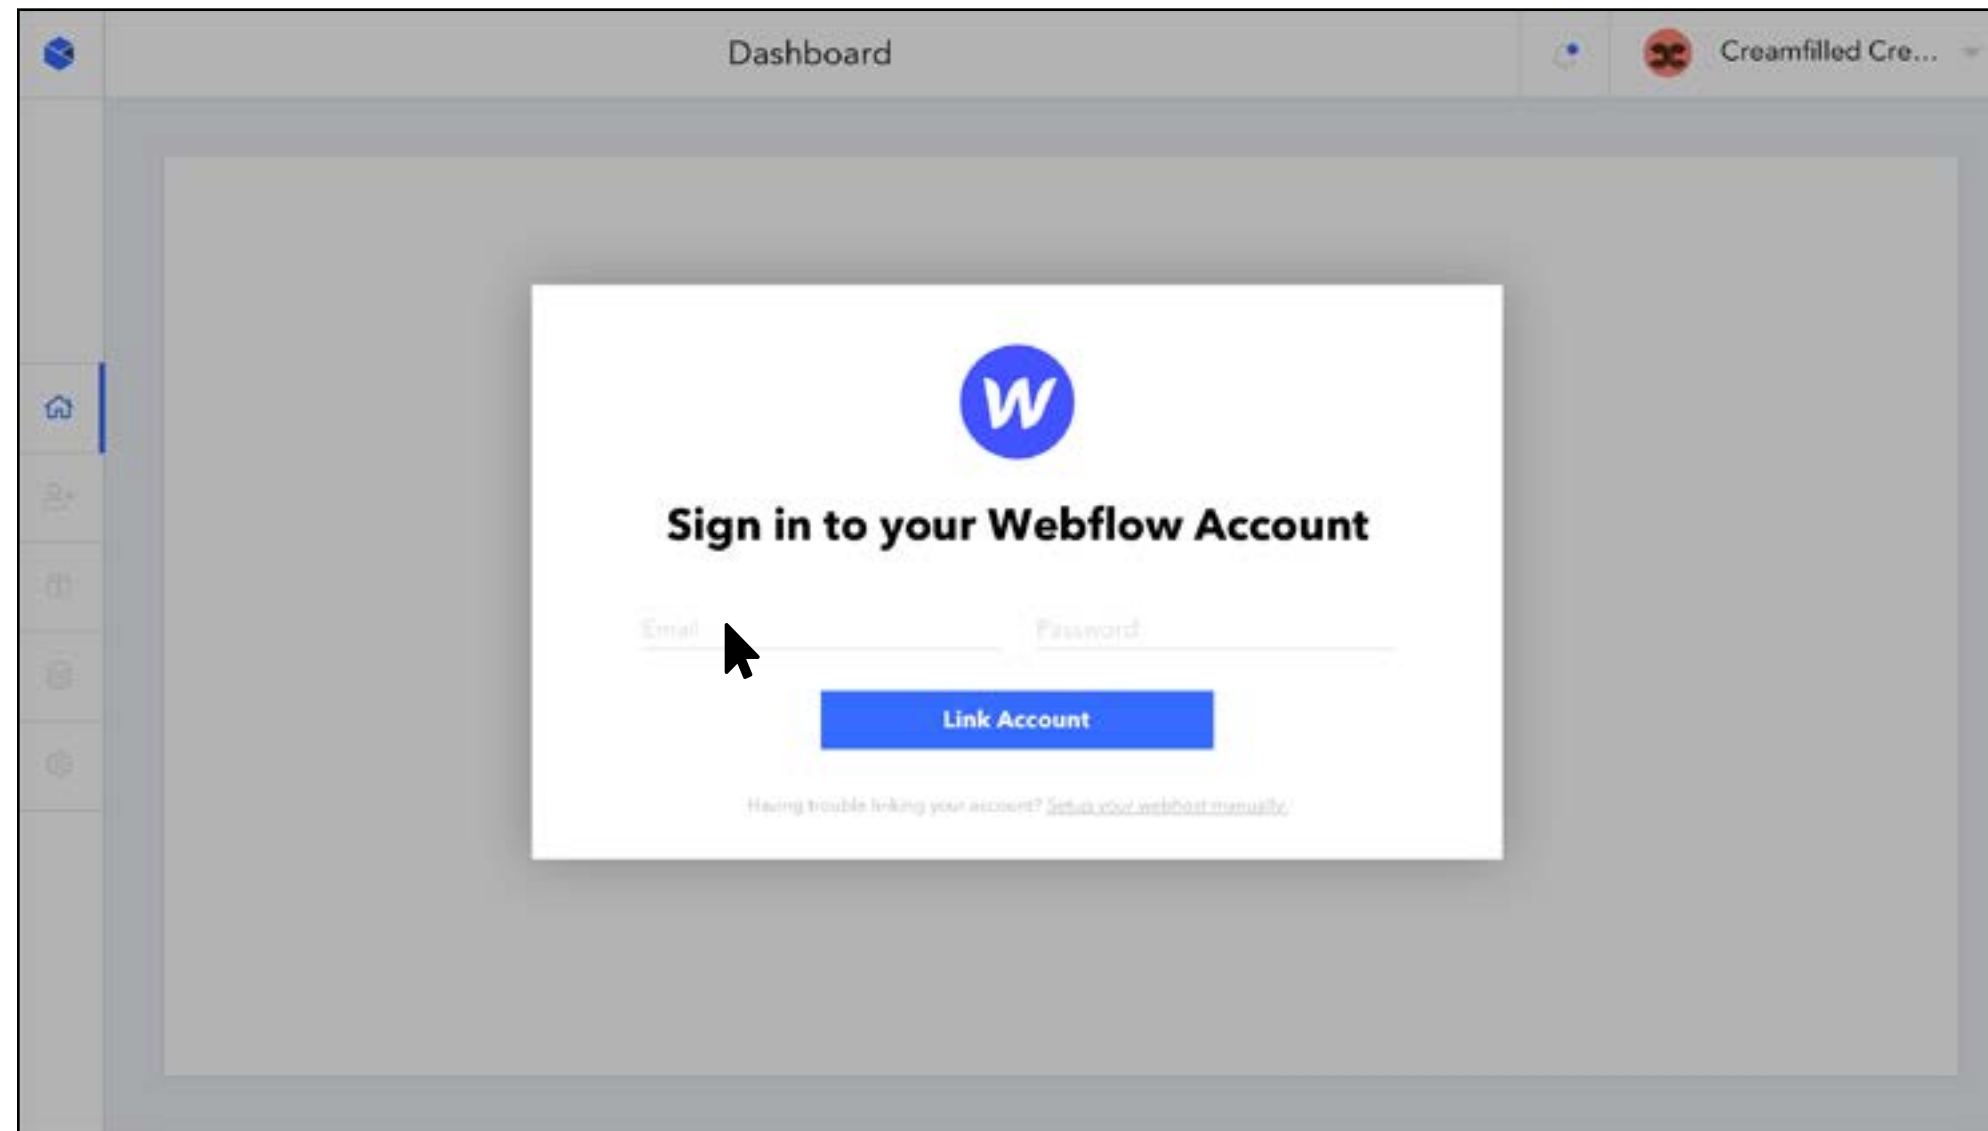 Dashboard
Creamfilled Cre...
W
Sign in to your Webflow Account
Email
Password
Link Account
Having trouble linking your account? Setup your webhost manually.